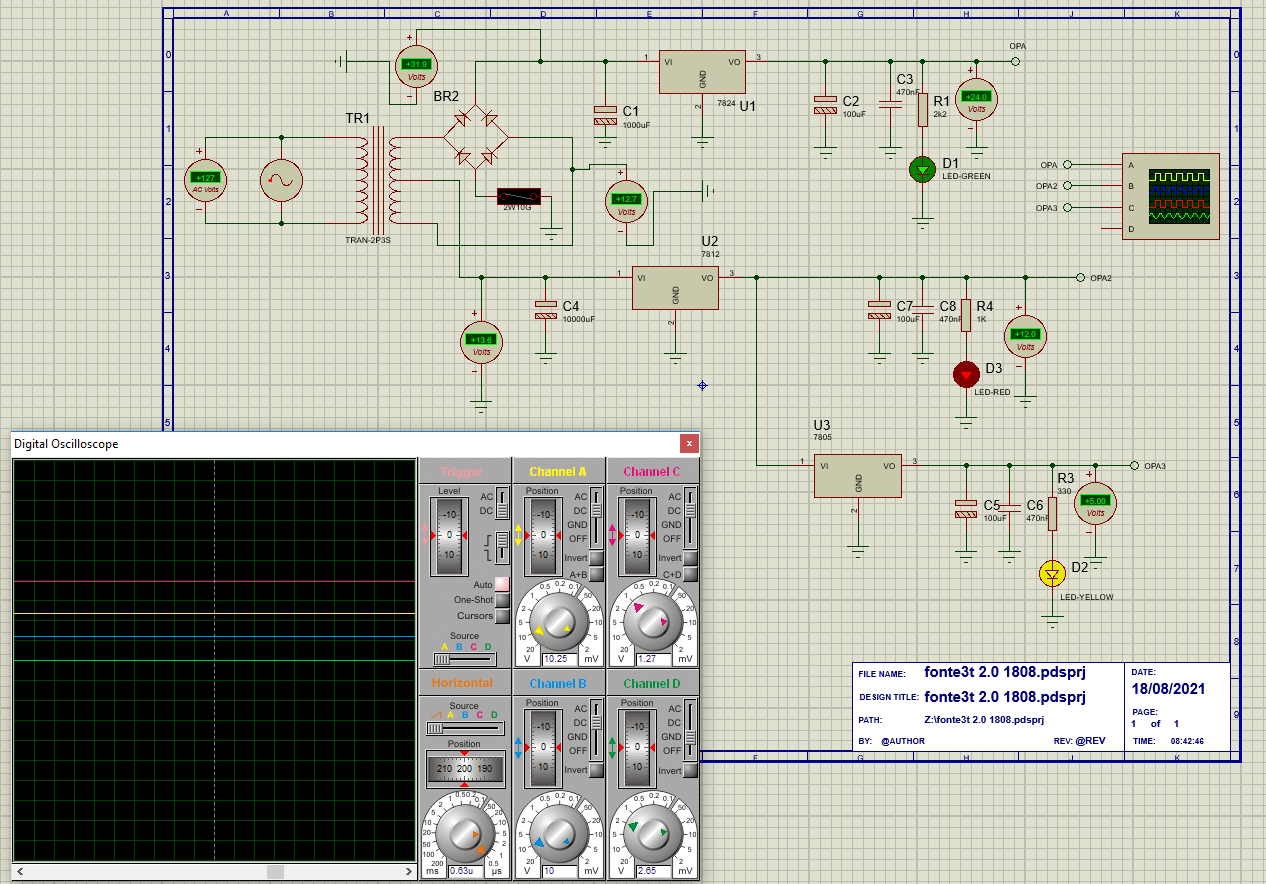 A B C D E F G H J K
0
+31.9
Volts
BR2
1 VI VO 3
GND
2
7824
U1
C1
1000uF
C2
100uF
C3
470nF
R1
2k2
+24.0
Volts
OPA
D1
LED-GREEN
TR1
1
+127
AC Volts
TRAN-2P3S
2
2W10G
+12.7
Volts
OPA A
OPA2 B
OPA3 C
D
U2
7812
3
1 VI VO 3
GND
2
OPA2
C4
10000uF
+13.6
Volts
C7
100uF
C8
470nF
R4
1K
+12.0
Volts
4
D3
LED-RED
5
U3
7805
1 VI VO 3
GND
2
OPA3
C5
100uF
C6
470nF
R3
330
+5.00
Volts
6
7
D2
LED-YELLOW
8
9
FILE NAME: fonte3t 2.0 1808.pdsprj
DESIGN TITLE: fonte3t 2.0 1808.pdsprj
PATH: Z:\fonte3t 2.0 1808.pdsprj
BY: @AUTHOR REV: @REV
DATE:
18/08/2021
PAGE:
1 of 1
TIME: 08:42:46
Digital Oscilloscope x
Trigger
Level
AC
DC
-10
0
10
Auto
One-Shot
Cursors
Source
A B C D
Channel A
Position
-10
0
10
AC
DC
GND
OFF
Invert
A+B
V 10.25 mV
Channel C
Position
-10
0
10
AC
DC
GND
OFF
Invert
C+D
V 1.27 mV
Horizontal
Source
A B C D
Position
210 200 190
ms 0.63u µs
Channel B
Position
-10
0
10
AC
DC
GND
OFF
Invert
V 10 mV
Channel D
Position
-10
0
10
AC
DC
GND
OFF
Invert
V 2.65 mV